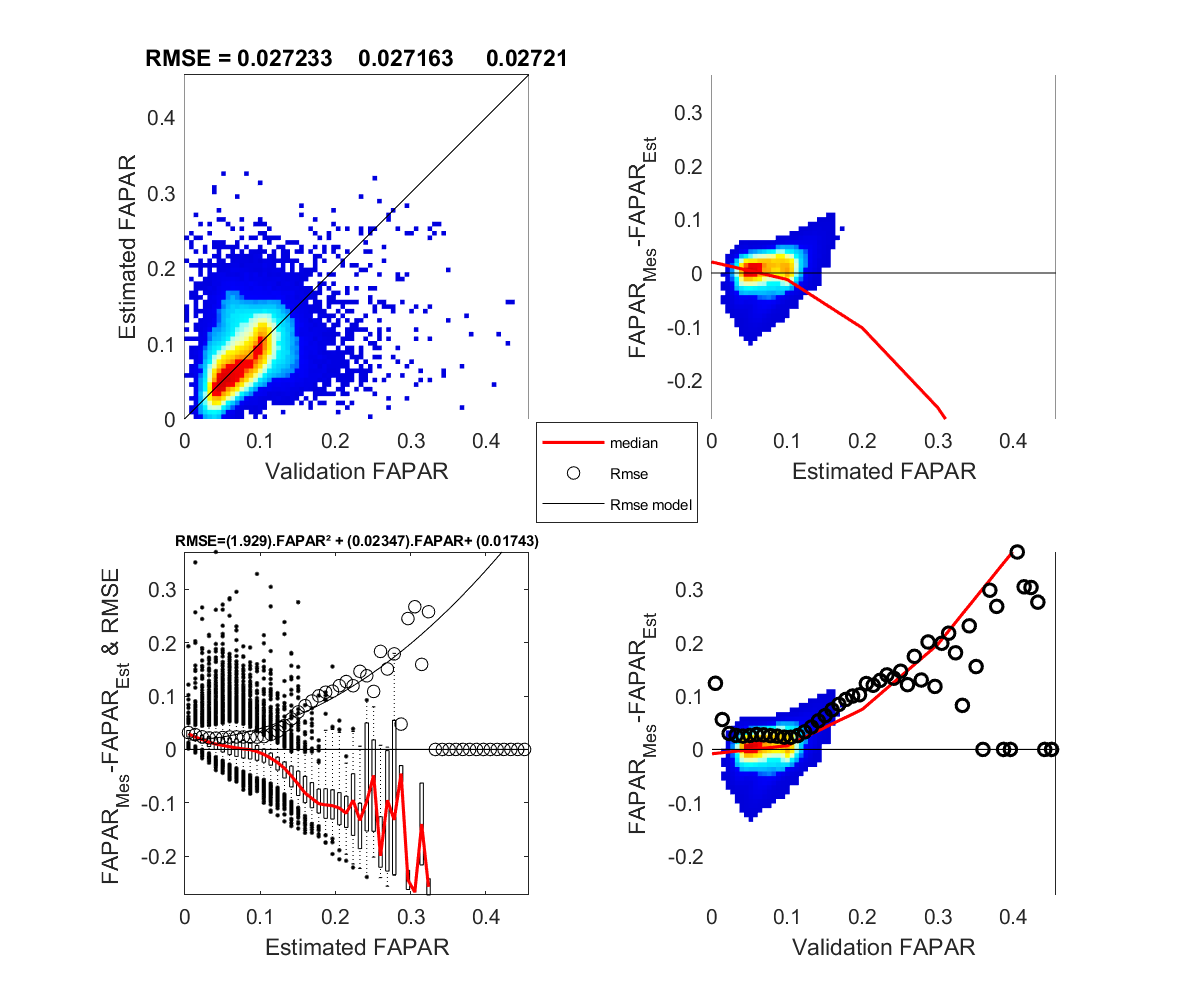 RMSE = 0.027233 0.027163 0.02721
0.4
0.3
0.2
0.1
0
Estimated FAPAR
0 0.1 0.2 0.3 0.4
Validation FAPAR
0.3
0.2
0.1
0
-0.1
-0.2
FAPAR_Mes-FAPAR_Est
0 0.1 0.2 0.3 0.4
Estimated FAPAR
median
Rmse
Rmse model
RMSE=(1.929).FAPAR² + (0.02347).FAPAR+ (0.01743)
0.3
0.2
0.1
0
-0.1
-0.2
FAPAR_Mes-FAPAR_Est & RMSE
0 0.1 0.2 0.3 0.4
Estimated FAPAR
0.3
0.2
0.1
0
-0.1
-0.2
FAPAR_Mes-FAPAR_Est
0 0.1 0.2 0.3 0.4
Validation FAPAR